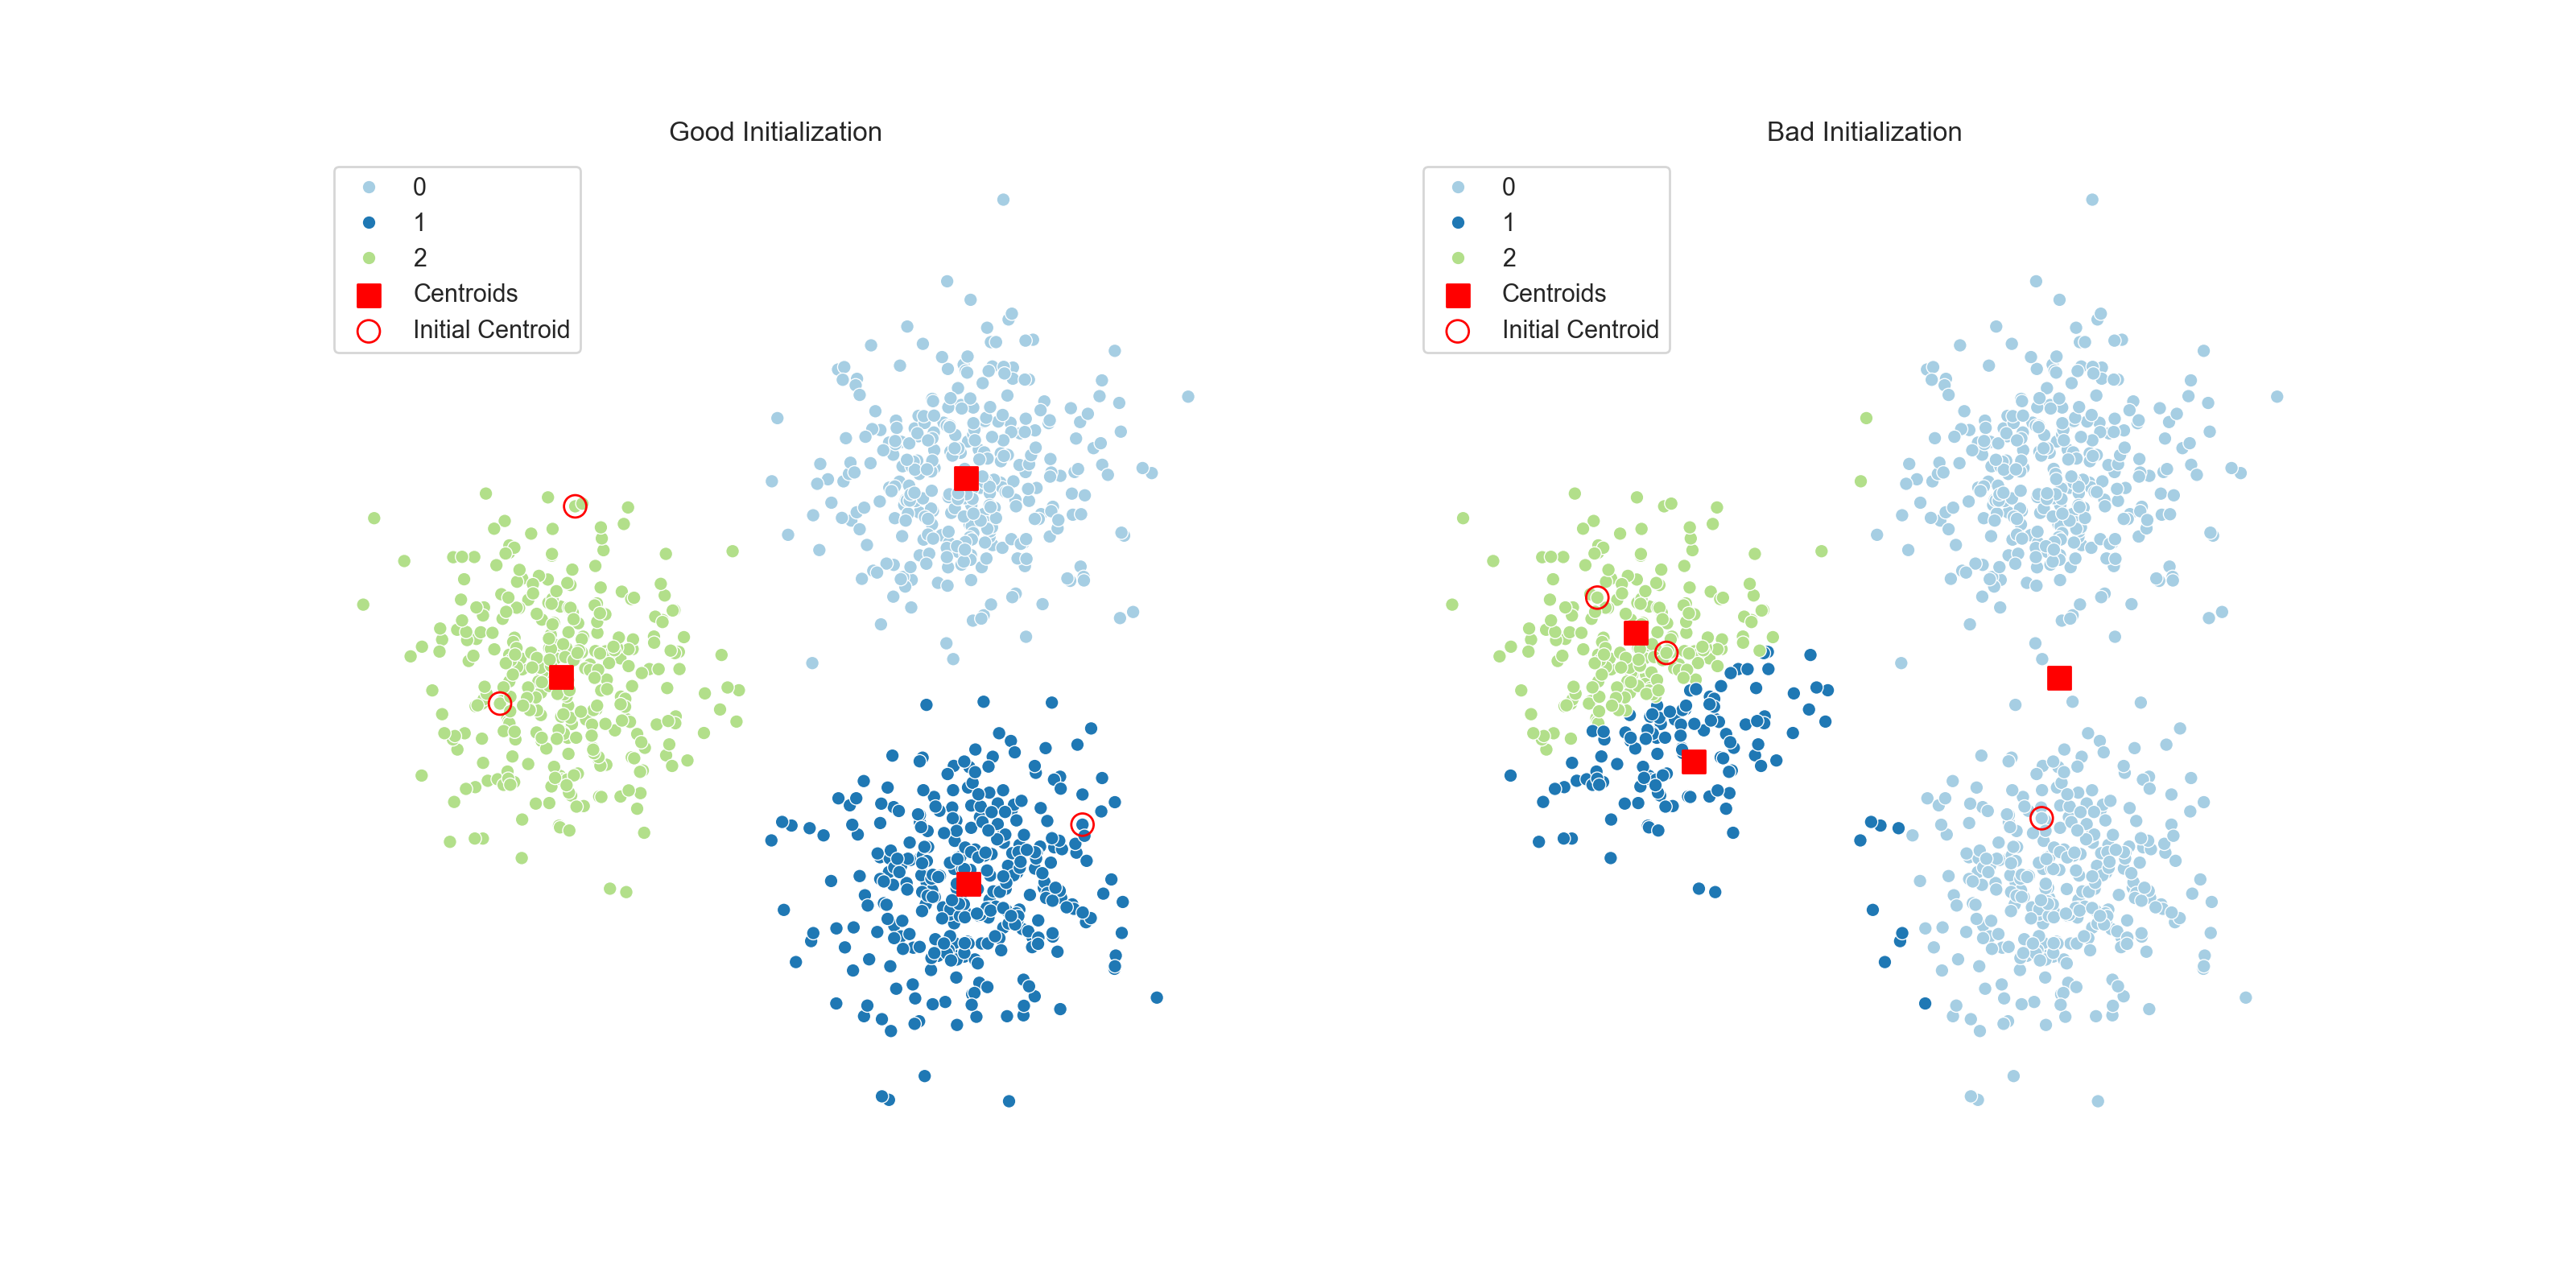 Good Initialization
0
1
2
Centroids
Initial Centroid
Bad Initialization
0
1
2
Centroids
Initial Centroid